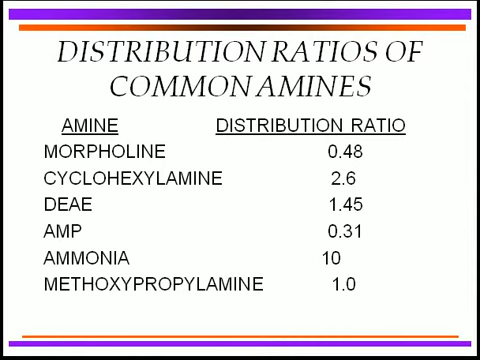 DISTRIBUTION RATIOS OF
COMMON AMINES
AMINE DISTRIBUTION RATIO
MORPHOLINE 0.48
CYCLOHEXYLAMINE 2.6
DEAE 1.45
AMP 0.31
AMMONIA 10
METHOXYPROPYLAMINE 1.0